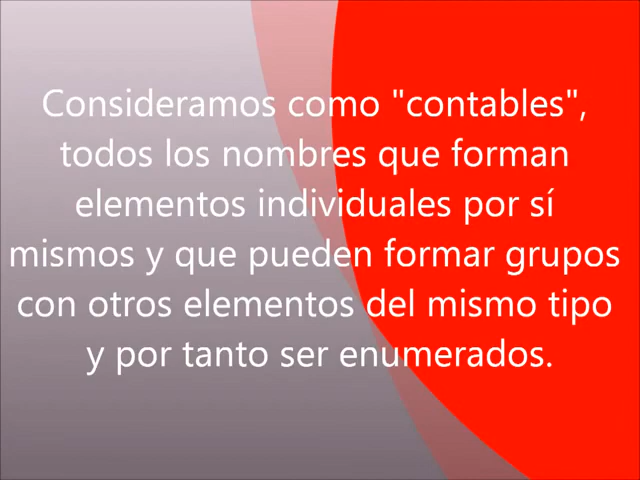 Consideramos como "contables",
todos los nombres que forman
elementos individuales por sí
mismos y que pueden formar grupos
con otros elementos del mismo tipo
y por tanto ser enumerados.